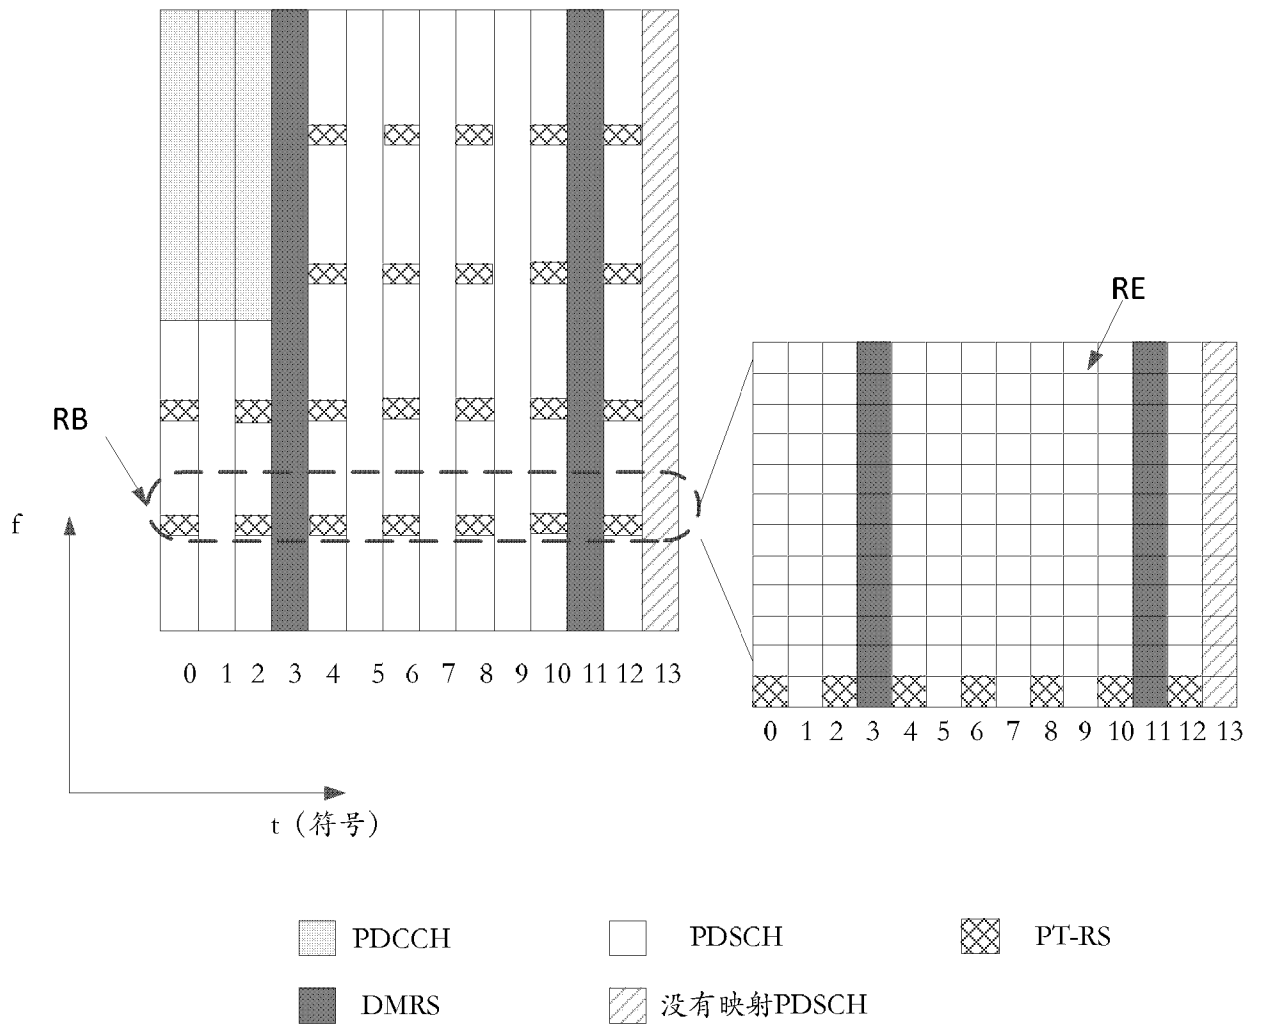 RE
RB
f
0 1 2 3 4 5 6 7 8 9 10 11 12 13
0 1 2 3 4 5 6 7 8 9 10 11 12 13
t (符号)
PDCCH
PDSCH
PT-RS
DMRS
没有映射PDSCH